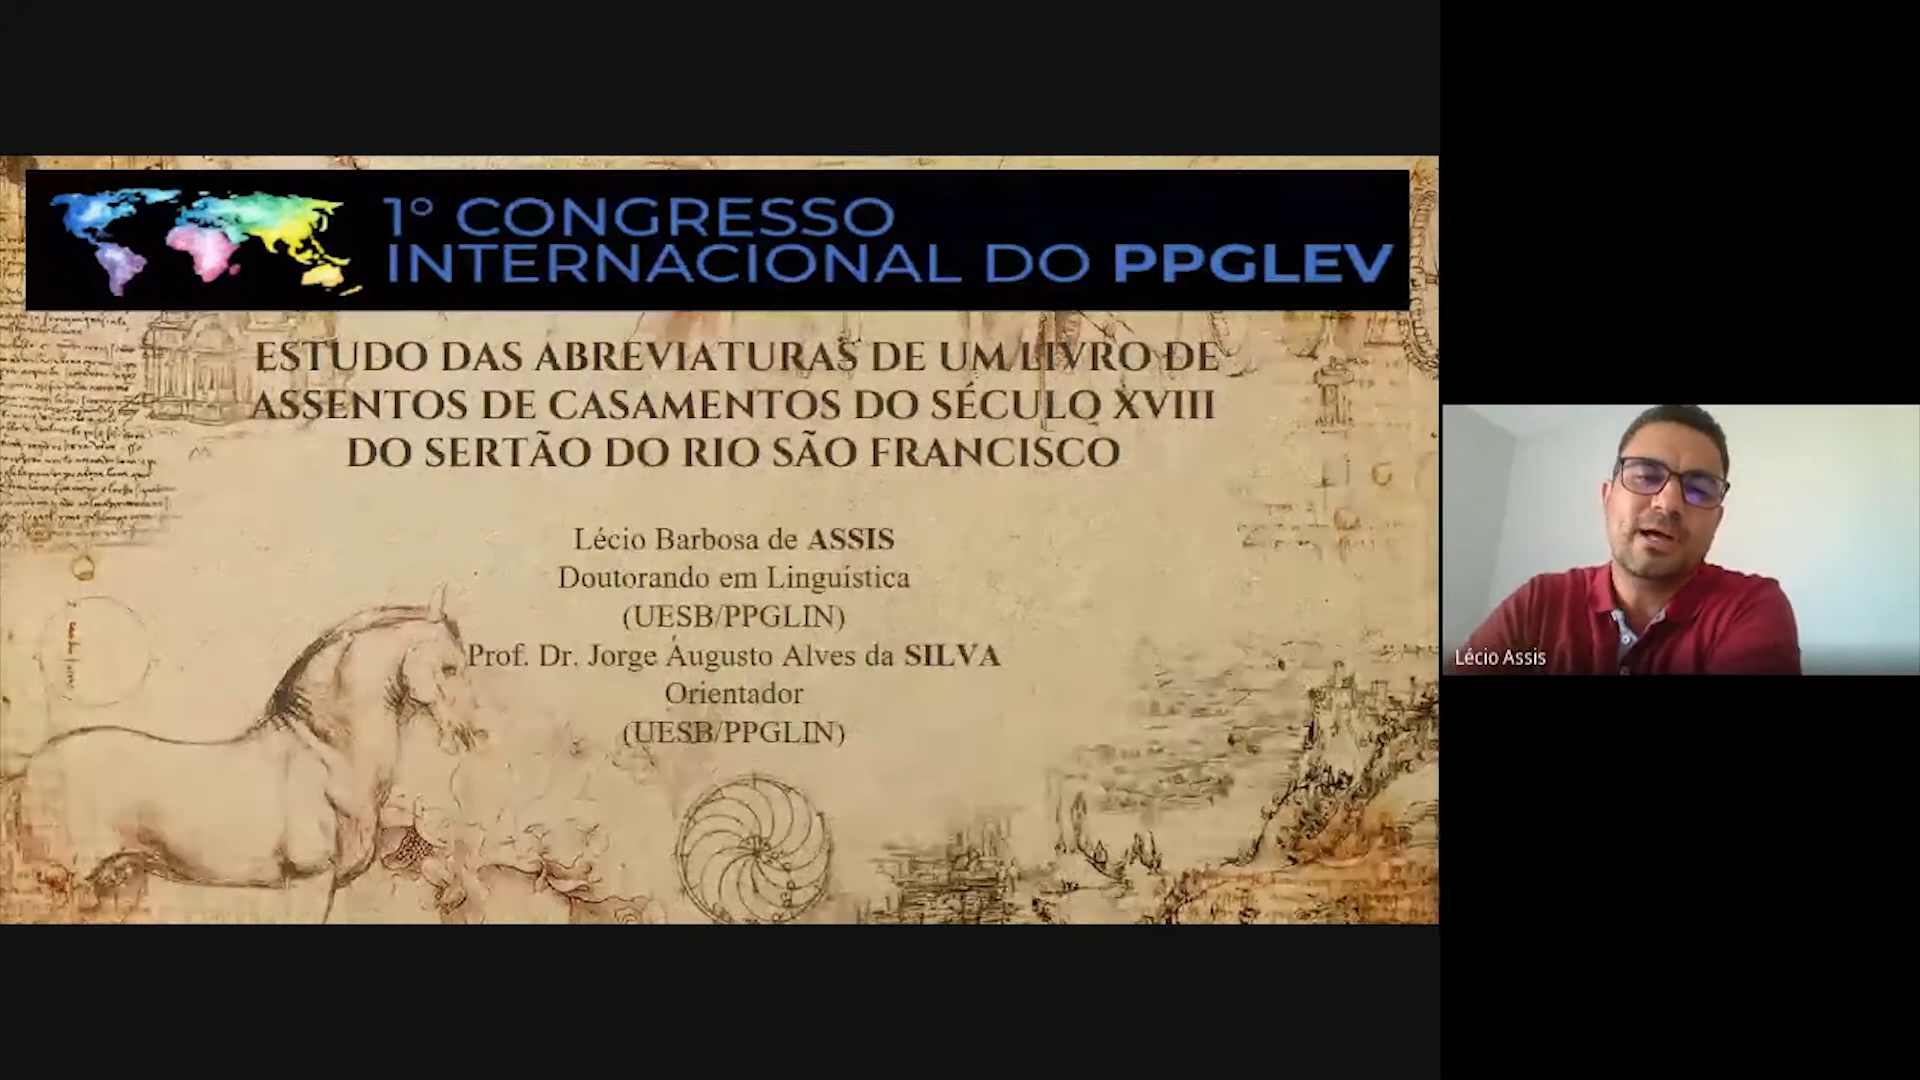 1° CONGRESSO
INTERNACIONAL DO PPGLEV
ESTUDO DAS ABREVIATURAS DE UM LIVRO DE
ASSENTOS DE CASAMENTOS DO SÉCULO XVIII
DO SERTÃO DO RIO SÃO FRANCISCO
Lécio Barbosa de ASSIS
Doutorando em Linguística
(UESB/PPGLIN)
Prof. Dr. Jorge Augusto Alves da SILVA
Orientador
(UESB/PPGLIN)
Lécio Assis